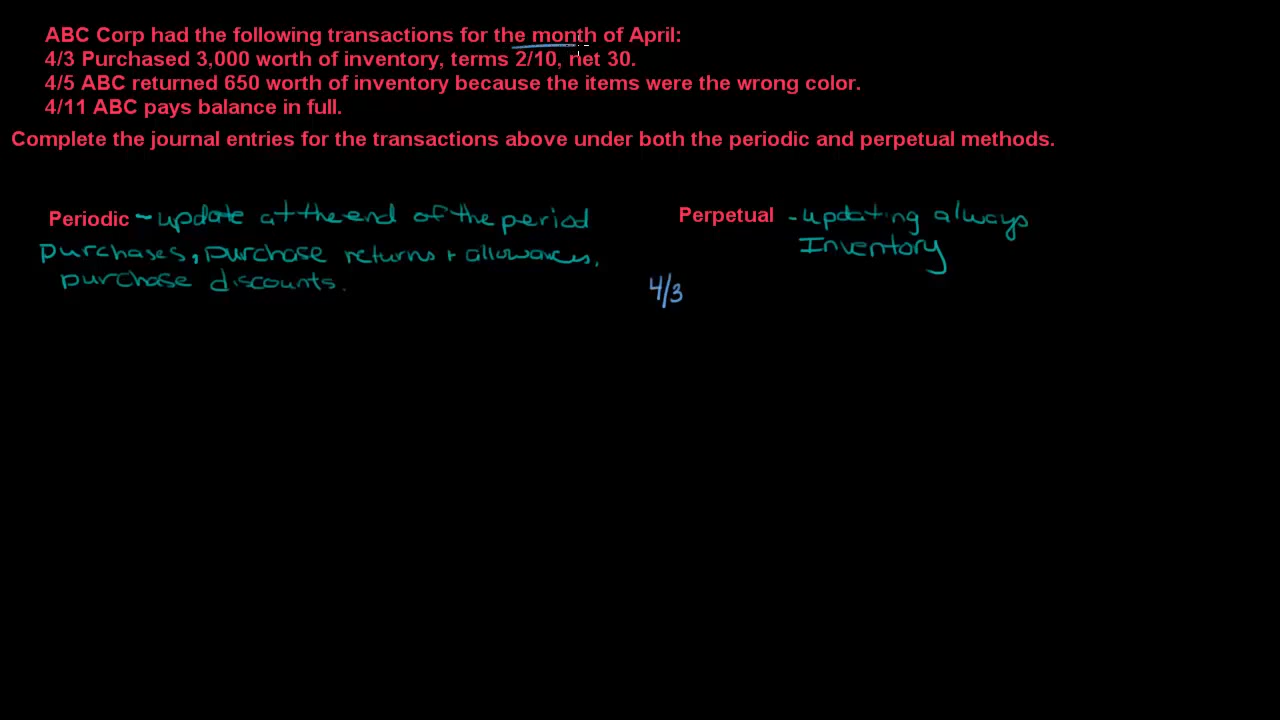 ABC Corp had the following transactions for the month of April:
4/3 Purchased 3,000 worth of inventory, terms 2/10, net 30.
4/5 ABC returned 650 worth of inventory because the items were the wrong color.
4/11 ABC pays balance in full.
Complete the journal entries for the transactions above under both the periodic and perpetual methods.
Periodic - update at the end of the period
purchases, purchase returns + allowances,
purchase discounts.
Perpetual - updating always
Inventory
4/3